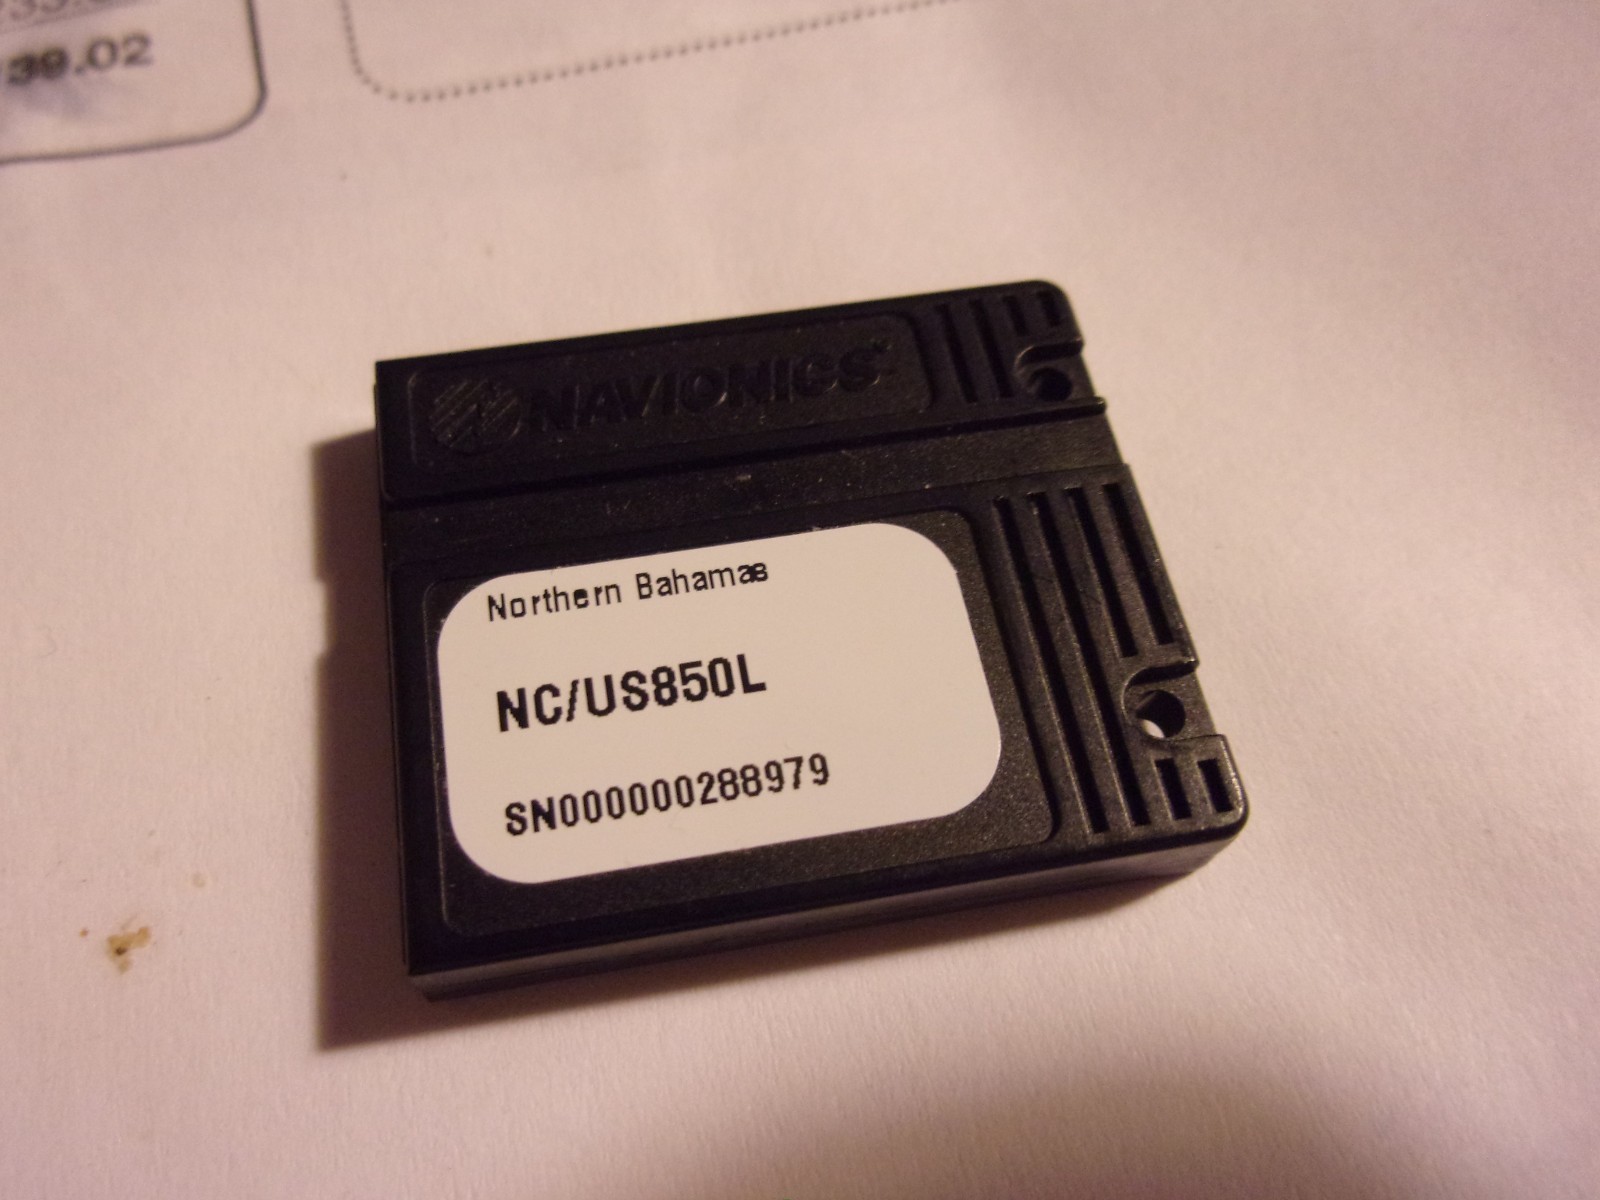 39.02
NAVIONICS
Northern Bahamas
NC/US850L
SN000000288979